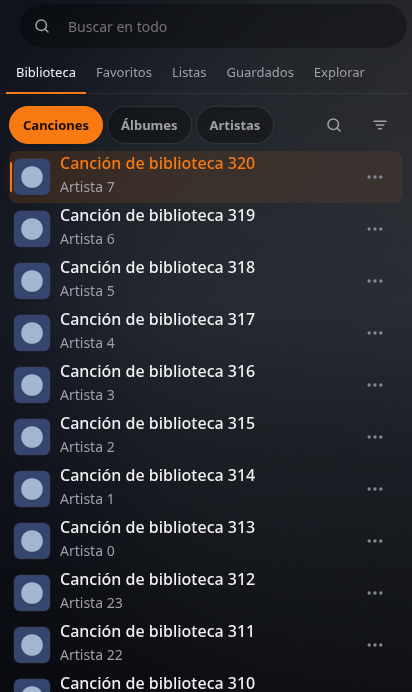 Buscar en todo
Biblioteca Favoritos Listas Guardados Explorar
Canciones Álbumes Artistas
Canción de biblioteca 320
Artista 7
Canción de biblioteca 319
Artista 6
Canción de biblioteca 318
Artista 5
Canción de biblioteca 317
Artista 4
Canción de biblioteca 316
Artista 3
Canción de biblioteca 315
Artista 2
Canción de biblioteca 314
Artista 1
Canción de biblioteca 313
Artista 0
Canción de biblioteca 312
Artista 23
Canción de biblioteca 311
Artista 22
Canción de biblioteca 310